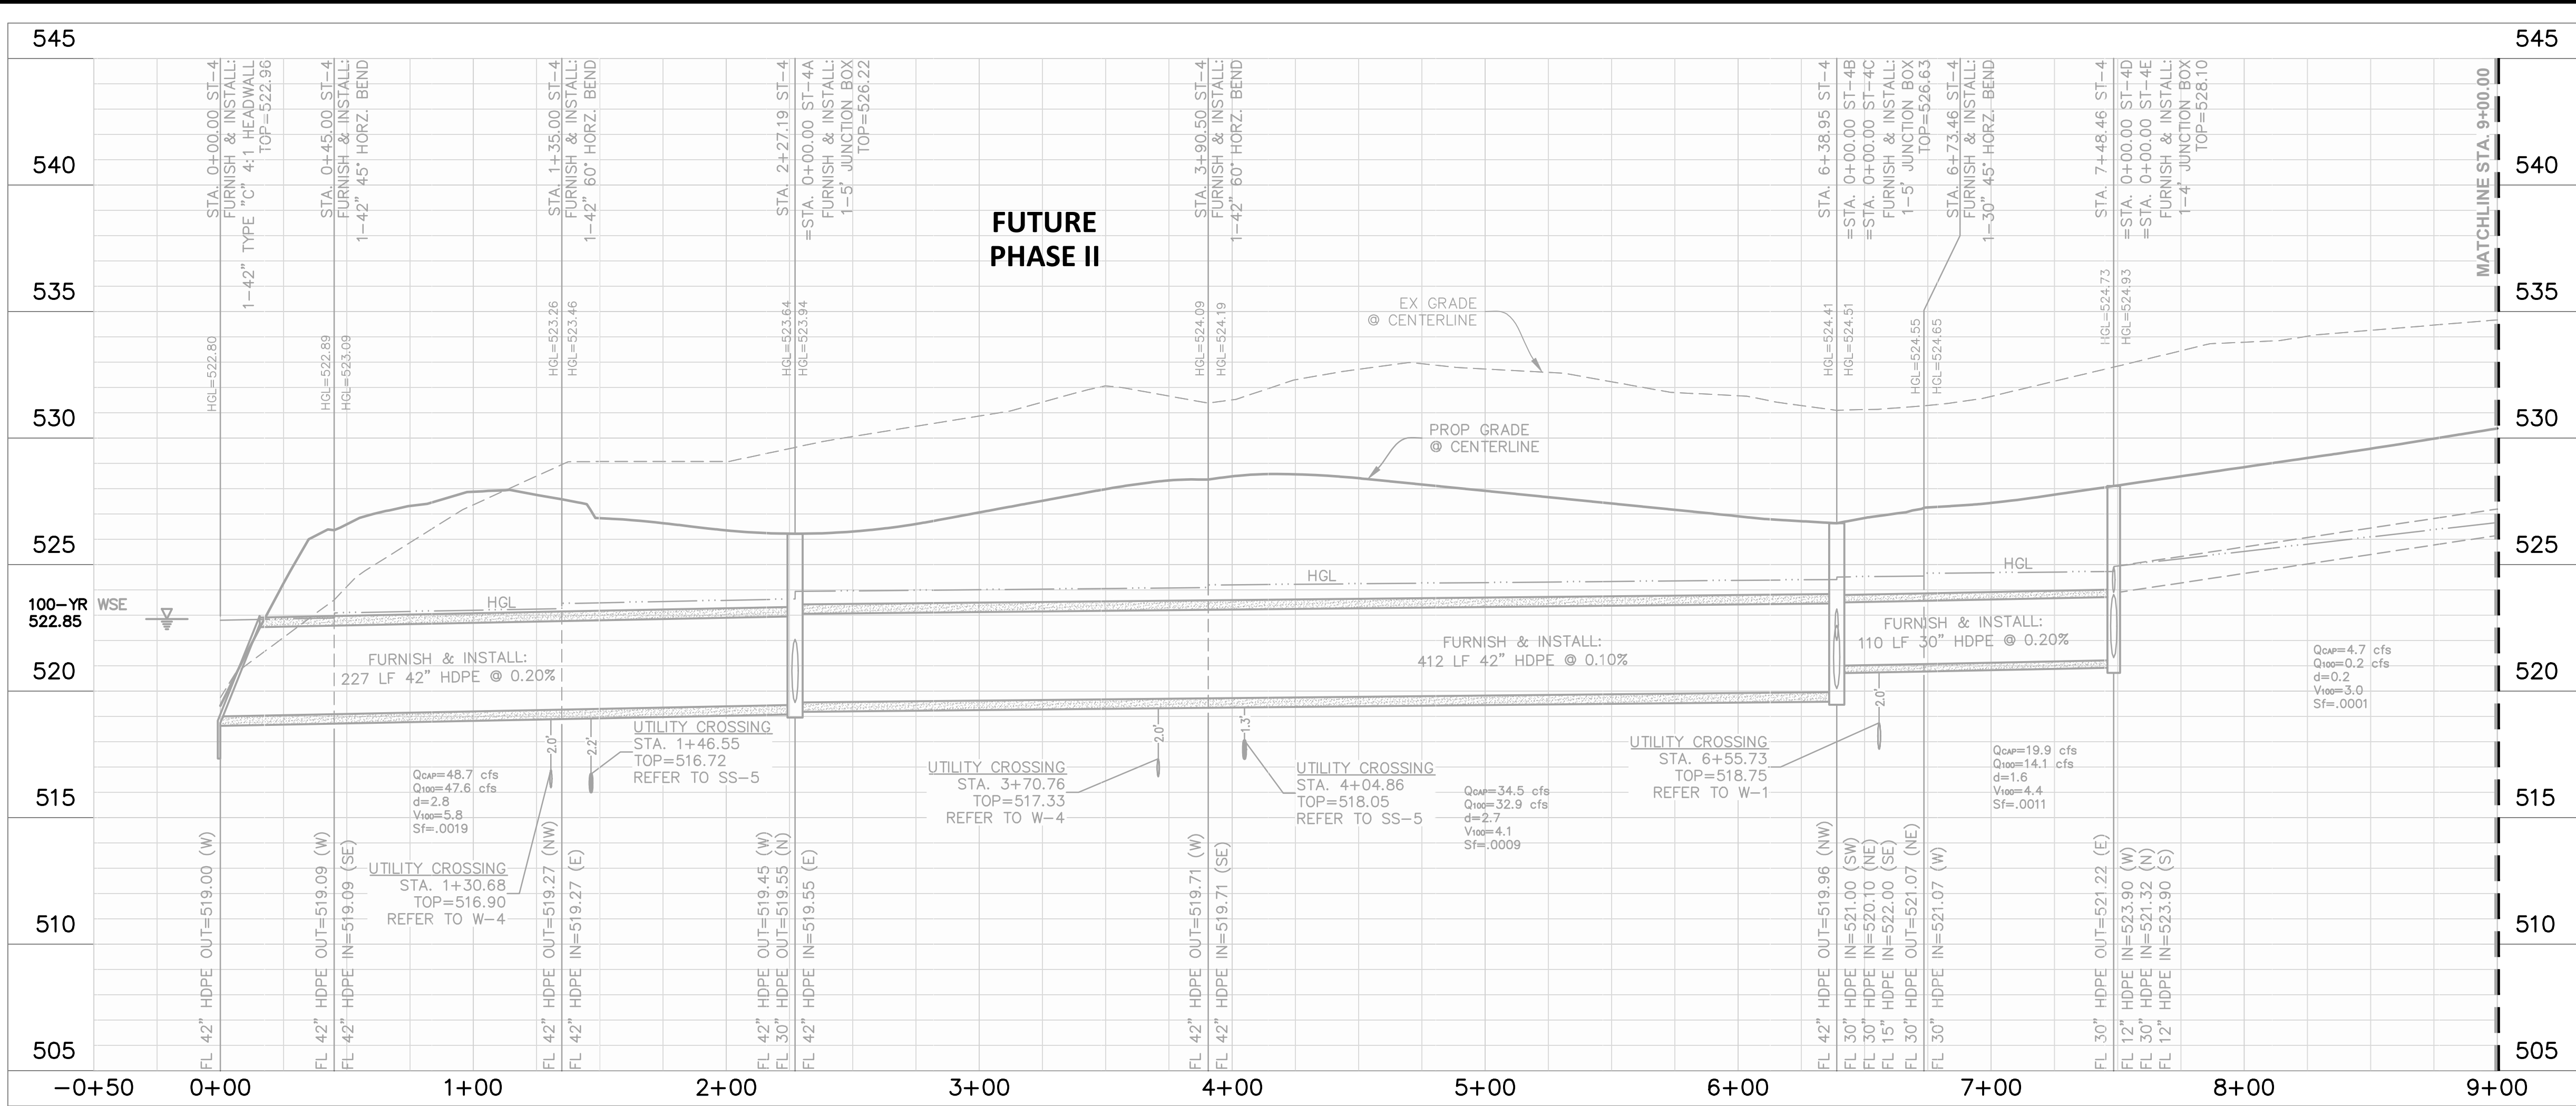 545
540
535
530
525
100-YR WSE
522.85
520
515
510
505
545
540
535
530
525
520
515
510
505
STA. 0+00.00 ST-4
FURNISH & INSTALL:
1-42" TYPE "C" 4:1 HEADWALL
TOP=522.96
STA. 0+45.00 ST-4
FURNISH & INSTALL:
1-42" 45° HORZ. BEND
STA. 1+35.00 ST-4
FURNISH & INSTALL:
1-42" 60° HORZ. BEND
STA. 2+27.19 ST-4
=STA. 0+00.00 ST-4A
FURNISH & INSTALL:
1-5' JUNCTION BOX
TOP=526.22
FUTURE
PHASE II
STA. 3+90.50 ST-4
FURNISH & INSTALL:
1-42" 60° HORZ. BEND
STA. 6+38.95 ST-4
=STA. 0+00.00 ST-4B
=STA. 0+00.00 ST-4C
FURNISH & INSTALL:
1-5' JUNCTION BOX
TOP=526.63
STA. 6+73.46 ST-4
FURNISH & INSTALL:
1-30" 45° HORZ. BEND
STA. 7+48.46 ST-4
=STA. 0+00.00 ST-4D
=STA. 0+00.00 ST-4E
FURNISH & INSTALL:
1-4' JUNCTION BOX
TOP=528.10
MATCHLINE STA. 9+00.00
HGL=522.80
HGL=522.89
HGL=523.09
HGL=523.26
HGL=523.46
HGL=523.64
HGL=523.94
HGL=524.09
HGL=524.19
HGL=524.41
HGL=524.51
HGL=524.55
HGL=524.65
HGL=524.73
HGL=524.93
EX GRADE
@ CENTERLINE
PROP GRADE
@ CENTERLINE
HGL
HGL
HGL
FURNISH & INSTALL:
227 LF 42" HDPE @ 0.20%
FURNISH & INSTALL:
412 LF 42" HDPE @ 0.10%
FURNISH & INSTALL:
110 LF 30" HDPE @ 0.20%
QCAP=4.7 cfs
Q100=0.2 cfs
d=0.2
V100=3.0
Sf=.0001
2.0'
2.2'
2.0'
1.3'
2.0'
UTILITY CROSSING
STA. 1+46.55
TOP=516.72
REFER TO SS-5
QCAP=48.7 cfs
Q100=47.6 cfs
d=2.8
V100=5.8
Sf=.0019
UTILITY CROSSING
STA. 1+30.68
TOP=516.90
REFER TO W-4
UTILITY CROSSING
STA. 3+70.76
TOP=517.33
REFER TO W-4
UTILITY CROSSING
STA. 4+04.86
TOP=518.05
REFER TO SS-5
QCAP=34.5 cfs
Q100=32.9 cfs
d=2.7
V100=4.1
Sf=.0009
UTILITY CROSSING
STA. 6+55.73
TOP=518.75
REFER TO W-1
QCAP=19.9 cfs
Q100=14.1 cfs
d=1.6
V100=4.4
Sf=.0011
FL 42" HDPE OUT=519.00 (W)
FL 42" HDPE OUT=519.09 (W)
FL 42" HDPE IN=519.09 (SE)
FL 42" HDPE OUT=519.27 (NW)
FL 42" HDPE IN=519.27 (E)
FL 42" HDPE OUT=519.45 (W)
FL 30" HDPE OUT=519.55 (N)
FL 42" HDPE IN=519.55 (E)
FL 42" HDPE OUT=519.71 (W)
FL 42" HDPE IN=519.71 (SE)
FL 42" HDPE OUT=519.96 (NW)
FL 30" HDPE IN=521.00 (SW)
FL 30" HDPE IN=520.10 (NE)
FL 15" HDPE IN=522.00 (SE)
FL 30" HDPE OUT=521.07 (NE)
FL 30" HDPE IN=521.07 (W)
FL 30" HDPE OUT=521.22 (E)
FL 12" HDPE IN=523.90 (W)
FL 30" HDPE IN=521.32 (N)
FL 12" HDPE IN=523.90 (S)
-0+50 0+00 1+00 2+00 3+00 4+00 5+00 6+00 7+00 8+00 9+00